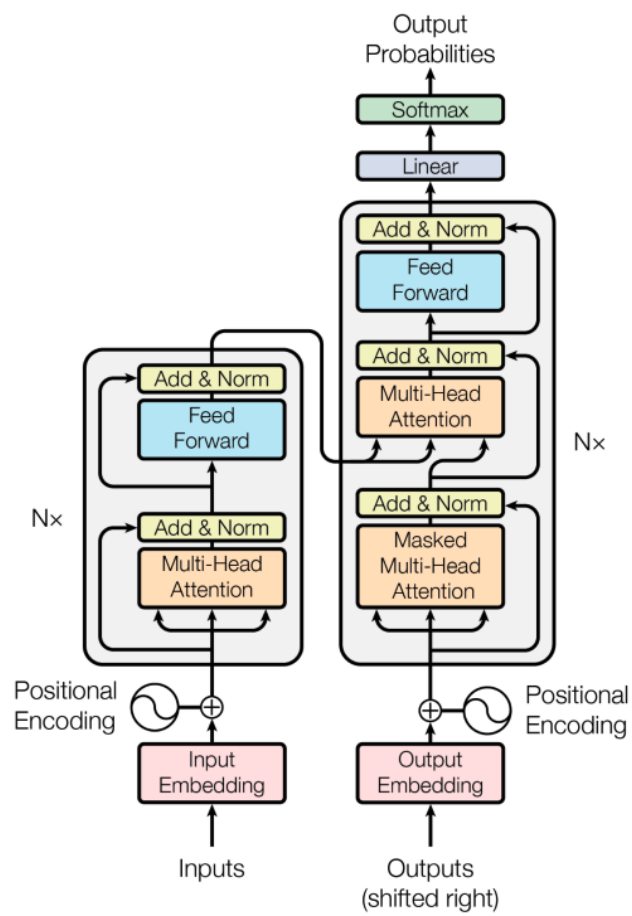 Output
Probabilities
Softmax
Linear
Add & Norm
Feed
Forward
Add & Norm
Multi-Head
Attention
Add & Norm
Masked
Multi-Head
Attention
N×
Add & Norm
Feed
Forward
Add & Norm
Multi-Head
Attention
N×
Positional
Encoding
Positional
Encoding
Input
Embedding
Output
Embedding
Inputs
Outputs
(shifted right)